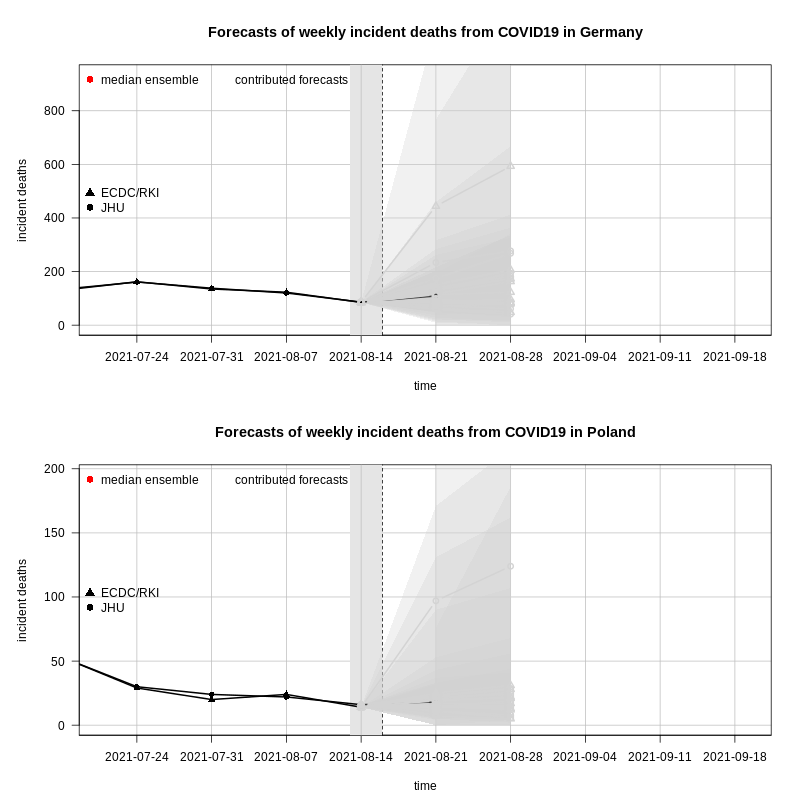 Forecasts of weekly incident deaths from COVID19 in Germany
median ensemble contributed forecasts
800
600
ECDC/RKI
JHU
400
200
0
incident deaths
2021-07-24 2021-07-31 2021-08-07 2021-08-14 2021-08-21 2021-08-28 2021-09-04 2021-09-11 2021-09-18
time
Forecasts of weekly incident deaths from COVID19 in Poland
200
median ensemble contributed forecasts
150
ECDC/RKI
100
JHU
50
0
incident deaths
2021-07-24 2021-07-31 2021-08-07 2021-08-14 2021-08-21 2021-08-28 2021-09-04 2021-09-11 2021-09-18
time